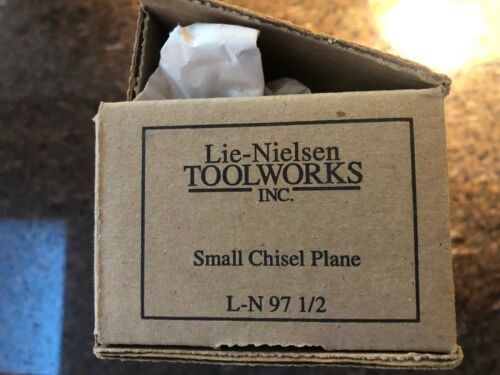 Lie-Nielsen
TOOLWORKS
INC.
Small Chisel Plane
L-N 97 1/2